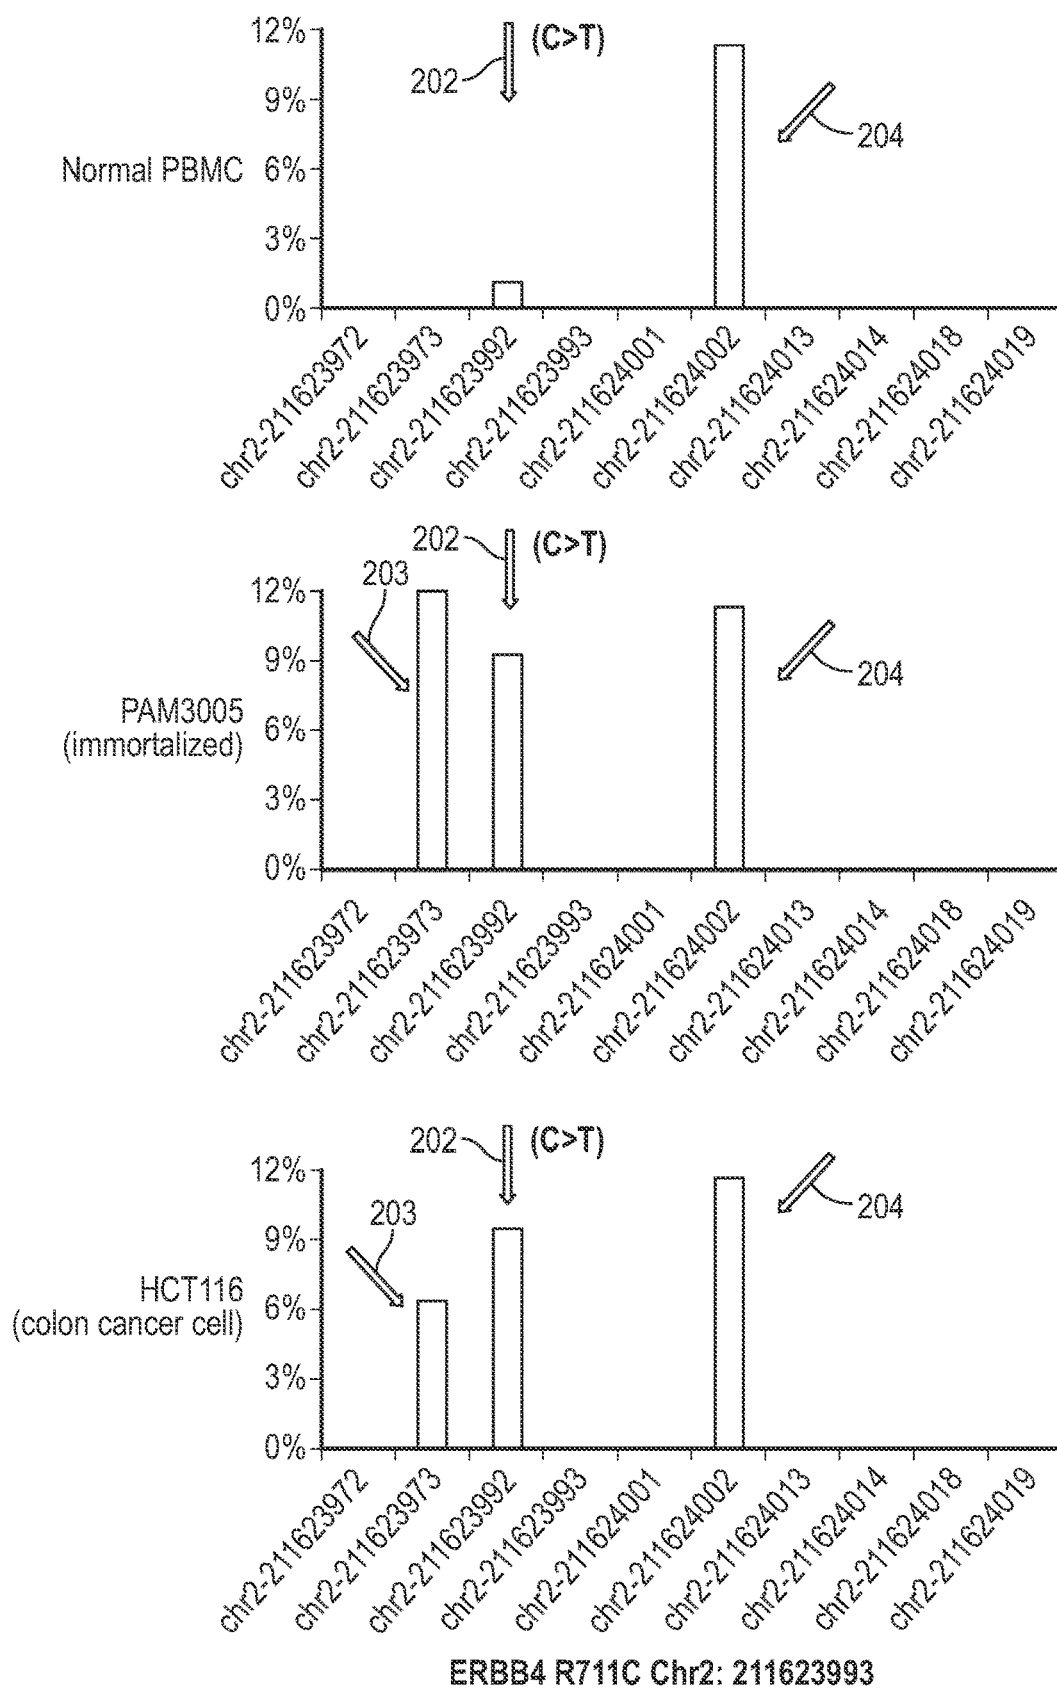 12%
202
(C>T)
9%
204
Normal PBMC
6%
3%
0%
chr2-211623972
chr2-211623973
chr2-211623992
chr2-211623993
chr2-211624001
chr2-211624002
chr2-211624013
chr2-211624014
chr2-211624018
chr2-211624019
202
(C>T)
203
12%
9%
204
PAM3005
(immortalized)
6%
3%
0%
chr2-211623972
chr2-211623973
chr2-211623992
chr2-211623993
chr2-211624001
chr2-211624002
chr2-211624013
chr2-211624014
chr2-211624018
chr2-211624019
202
(C>T)
12%
203
204
9%
HCT116
(colon cancer cell)
6%
3%
0%
chr2-211623972
chr2-211623973
chr2-211623992
chr2-211623993
chr2-211624001
chr2-211624002
chr2-211624013
chr2-211624014
chr2-211624018
chr2-211624019
ERBB4 R711C Chr2: 211623993